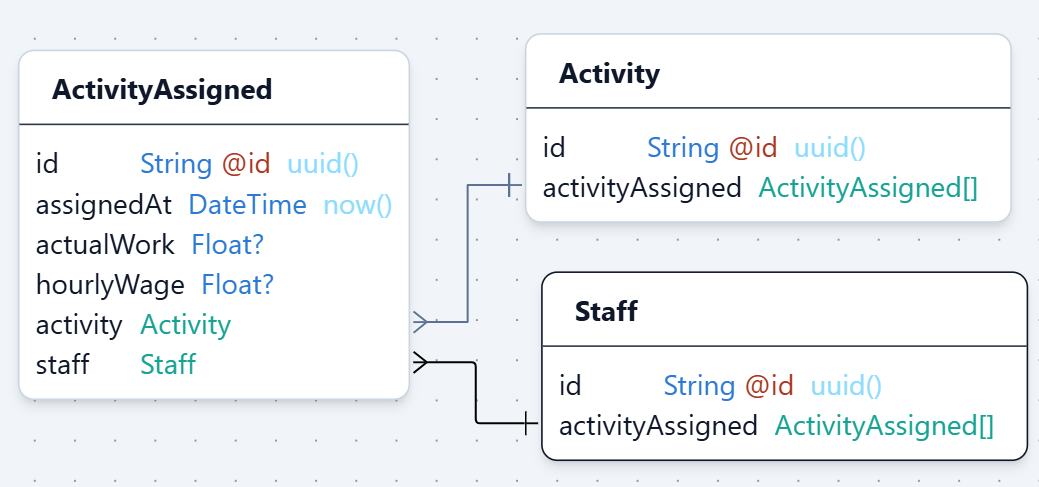 ActivityAssigned
id String @id uuid()
assignedAt DateTime now()
actualWork Float?
hourlyWage Float?
activity Activity
staff Staff
Activity
id String @id uuid()
activityAssigned ActivityAssigned[]
Staff
id String @id uuid()
activityAssigned ActivityAssigned[]